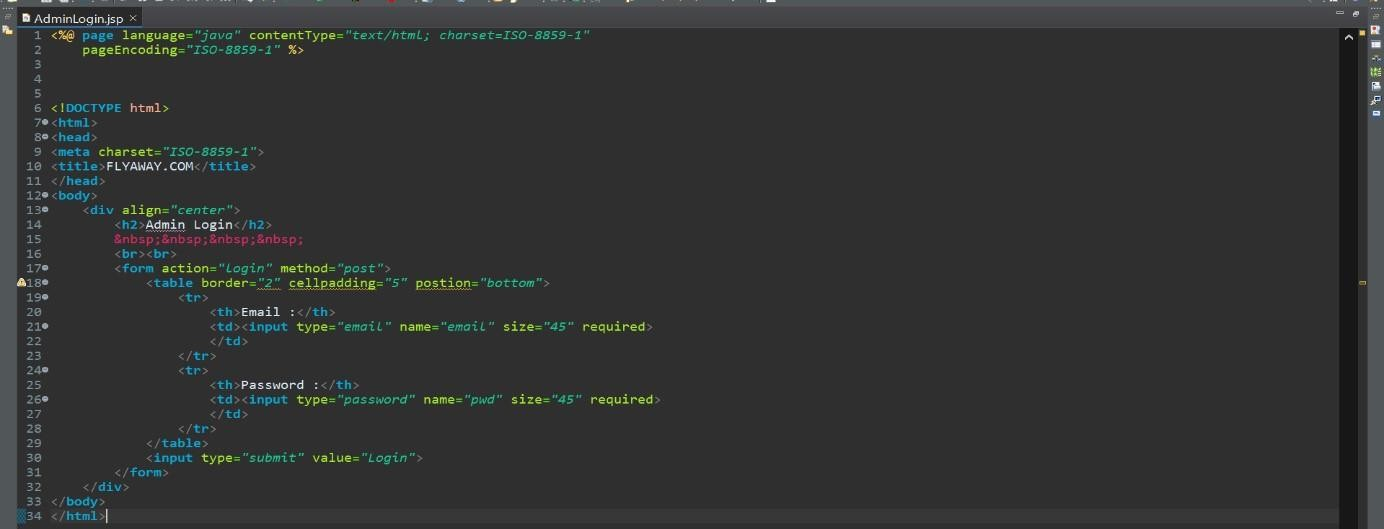 AdminLogin.jsp
1 <%@ page language="java" contentType="text/html; charset=ISO-8859-1"
2     pageEncoding="ISO-8859-1" %>
3
4
5
6 <!DOCTYPE html>
7 <html>
8 <head>
9 <meta charset="ISO-8859-1">
10 <title>FLYAWAY.COM</title>
11 </head>
12 <body>
13     <div align="center">
14         <h2>Admin Login</h2>
15         &nbsp;&nbsp;&nbsp;&nbsp;
16         <br><br>
17         <form action="login" method="post">
18             <table border="2" cellpadding="5" postion="bottom">
19                 <tr>
20                     <th>Email :</th>
21                     <td><input type="email" name="email" size="45" required>
22                     </td>
23                 </tr>
24                 <tr>
25                     <th>Password :</th>
26                     <td><input type="password" name="pwd" size="45" required>
27                     </td>
28                 </tr>
29             </table>
30             <input type="submit" value="Login">
31         </form>
32     </div>
33 </body>
34 </html>